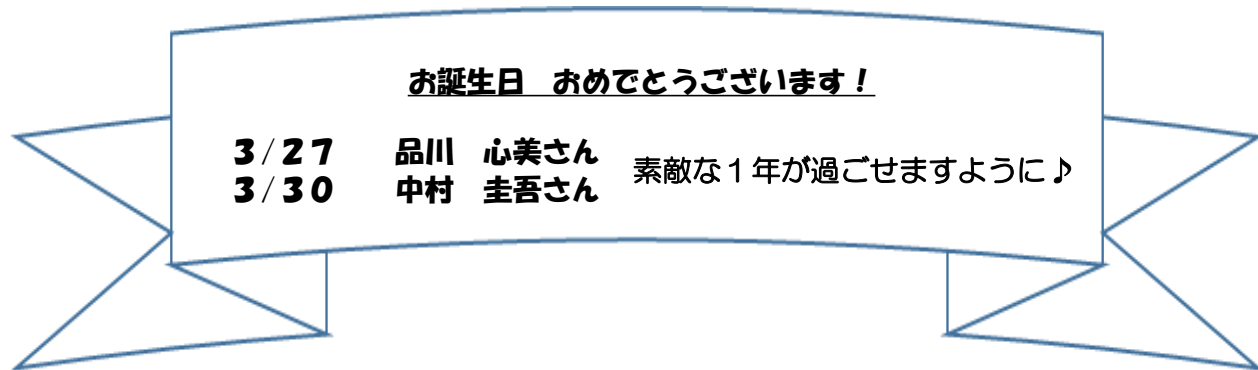 お誕生日　おめでとうございます！
３/２７　　品川　心美さん
３/３０　　中村　圭吾さん
素敵な１年が過ごせますように♪